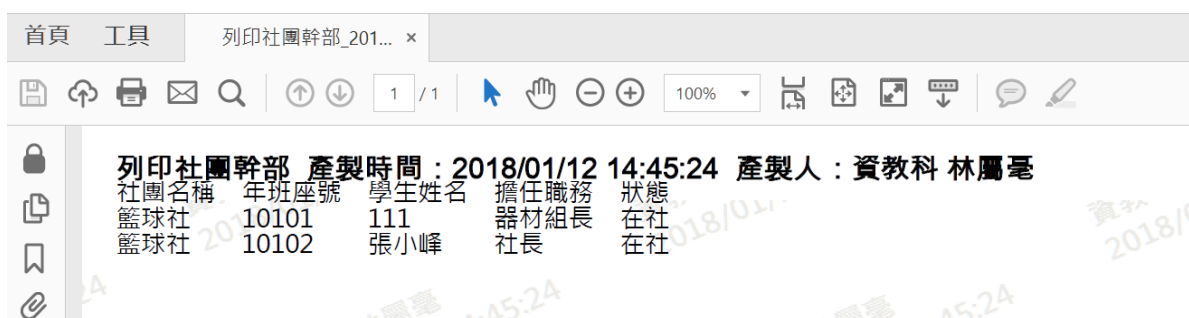 首頁 工具 列印社團幹部_201... ×
1 / 1 100%
列印社團幹部 產製時間：2018/01/12 14:45:24 產製人：資教科 林屬毫
社團名稱 年班座號 學生姓名 擔任職務 狀態
籃球社 10101 111 器材組長 在社
籃球社 10102 張小峰 社長 在社